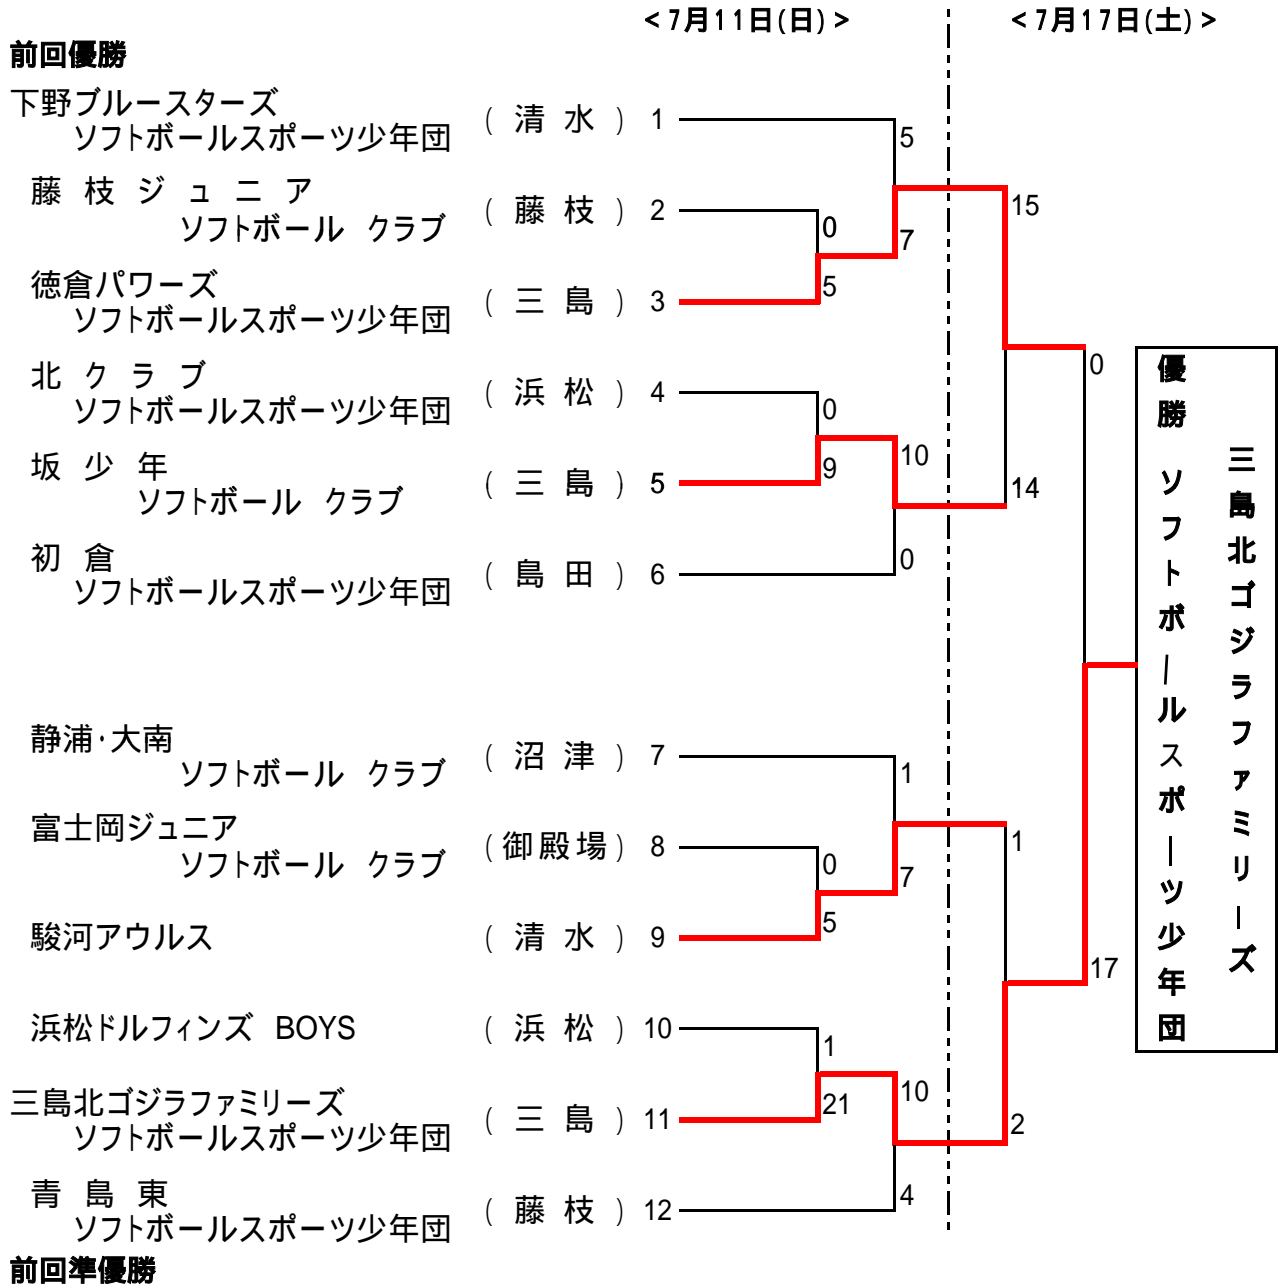 <7月11日(日)> <7月17日(土)>
前回優勝
下野ブルースターズ
ソフトボールスポーツ少年団 (清水) 1
5
藤枝ジュニア
ソフトボール クラブ (藤枝) 2
15
0
7
徳倉パワーズ
ソフトボールスポーツ少年団 (三島) 3
5
北クラブ
ソフトボールスポーツ少年団 (浜松) 4
0
0
10
坂少年
ソフトボール クラブ (三島) 5
9
14
初倉
ソフトボールスポーツ少年団 (島田) 6
0
静浦・大南
ソフトボール クラブ (沼津) 7
1
富士岡ジュニア
ソフトボール クラブ (御殿場) 8
1
0
7
駿河アウルス (清水) 9
5
17
浜松ドルフィンズ BOYS (浜松) 10
1
10
三島北ゴジラファミリーズ
ソフトボールスポーツ少年団 (三島) 11
21
2
青島東
ソフトボールスポーツ少年団 (藤枝) 12
4
前回準優勝
三島北ゴジラファミリーズ
優勝 ソフトボールスポーツ少年団